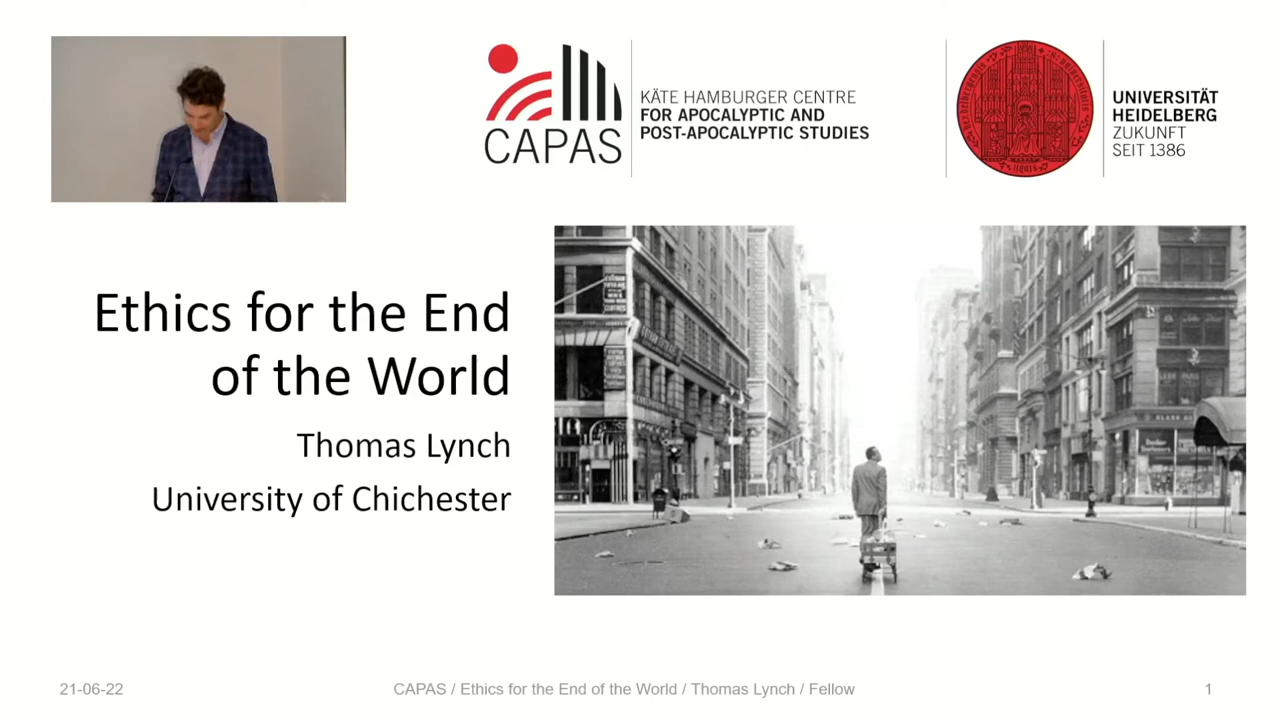 CAPAS
KÄTE HAMBURGER CENTRE
FOR APOCALYPTIC AND
POST-APOCALYPTIC STUDIES
UNIVERSITÄT
HEIDELBERG
ZUKUNFT
SEIT 1386
Ethics for the End
of the World
Thomas Lynch
University of Chichester
21-06-22
CAPAS / Ethics for the End of the World / Thomas Lynch / Fellow
1